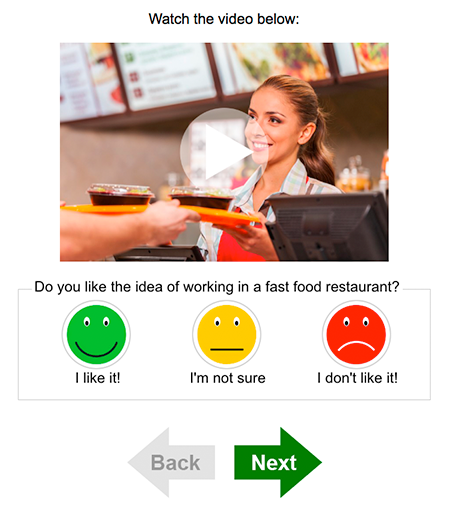 Watch the video below:
Do you like the idea of working in a fast food restaurant?
I like it!
I'm not sure
I don't like it!
Back
Next